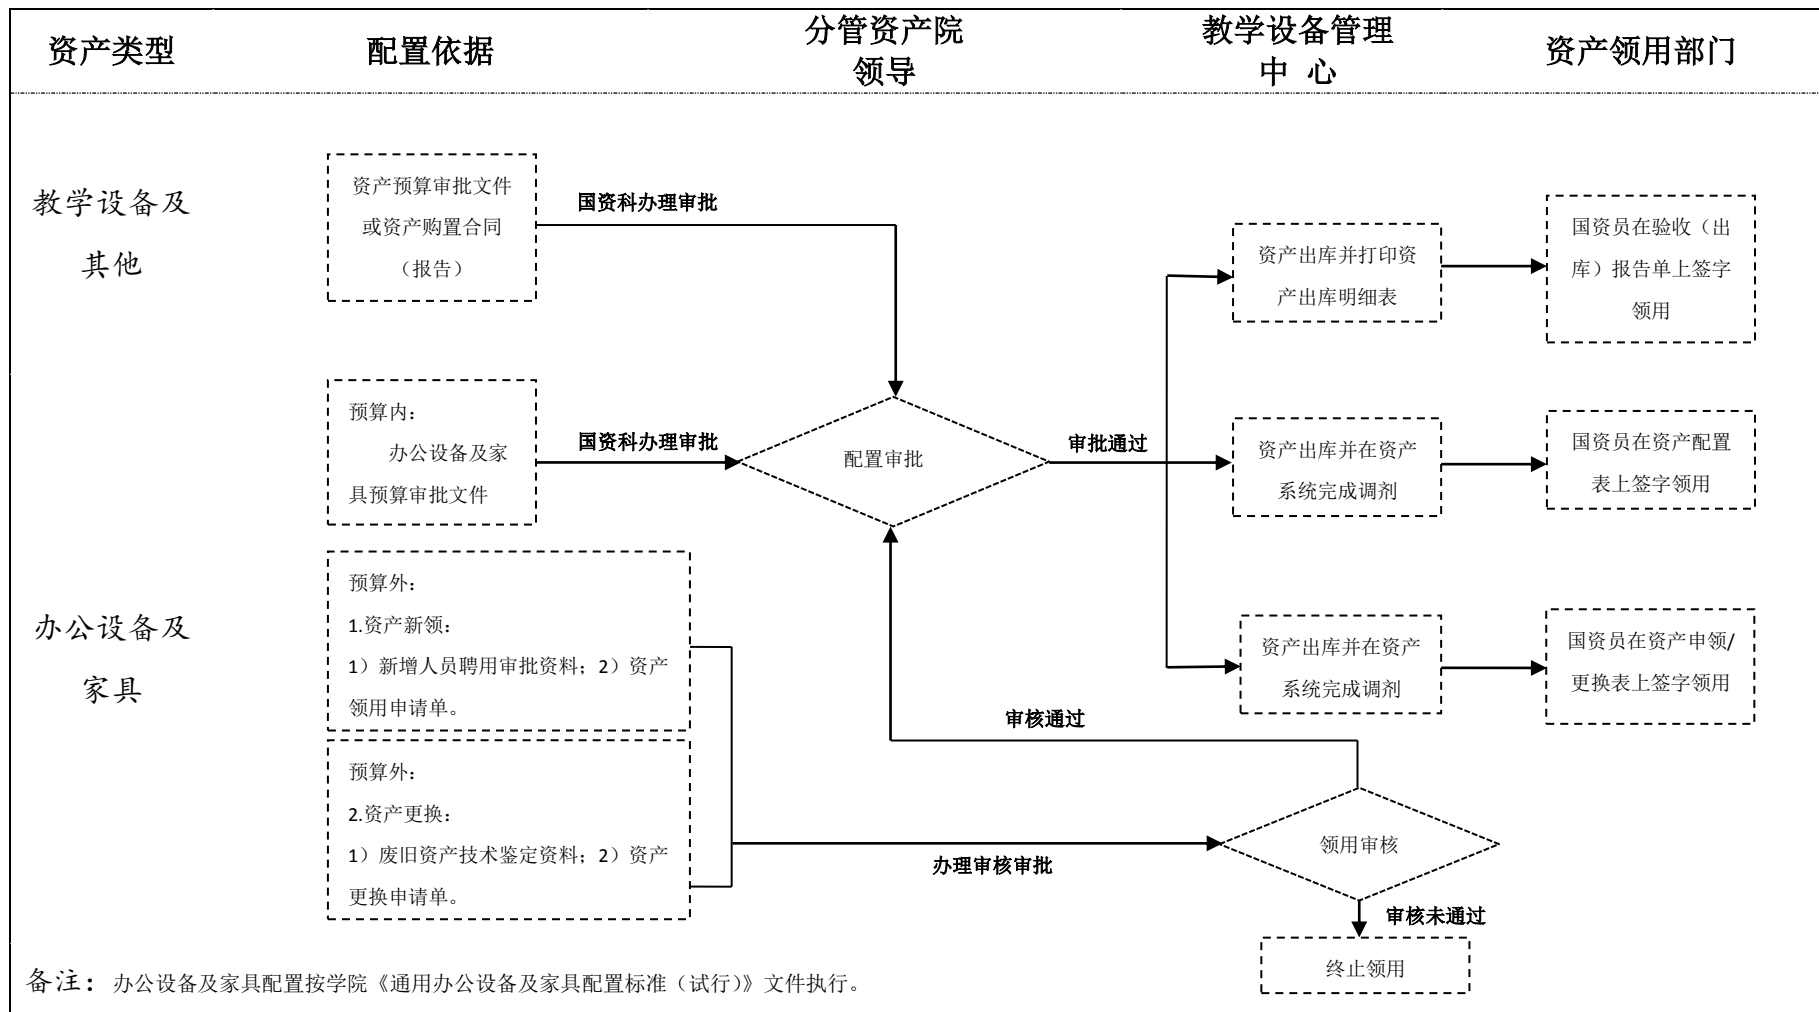 资产类型
配置依据
分管资产院
领导
教学设备管理
中 心
资产领用部门
教学设备及
其他
资产预算审批文件
或资产购置合同
（报告）
国资科办理审批
资产出库并打印资
产出库明细表
国资员在验收（出
库）报告单上签字
领用
预算内：
办公设备及家
具预算审批文件
国资科办理审批
配置审批
审批通过
资产出库并在资产
系统完成调剂
国资员在资产配置
表上签字领用
办公设备及
家具
预算外：
1.资产新领：
1）新增人员聘用审批资料；2）资产
领用申请单。
资产出库并在资产
系统完成调剂
国资员在资产申领/
更换表上签字领用
审核通过
预算外：
2.资产更换：
1）废旧资产技术鉴定资料；2）资产
更换申请单。
办理审核审批
领用审核
审核未通过
终止领用
备注：办公设备及家具配置按学院《通用办公设备及家具配置标准（试行）》文件执行。